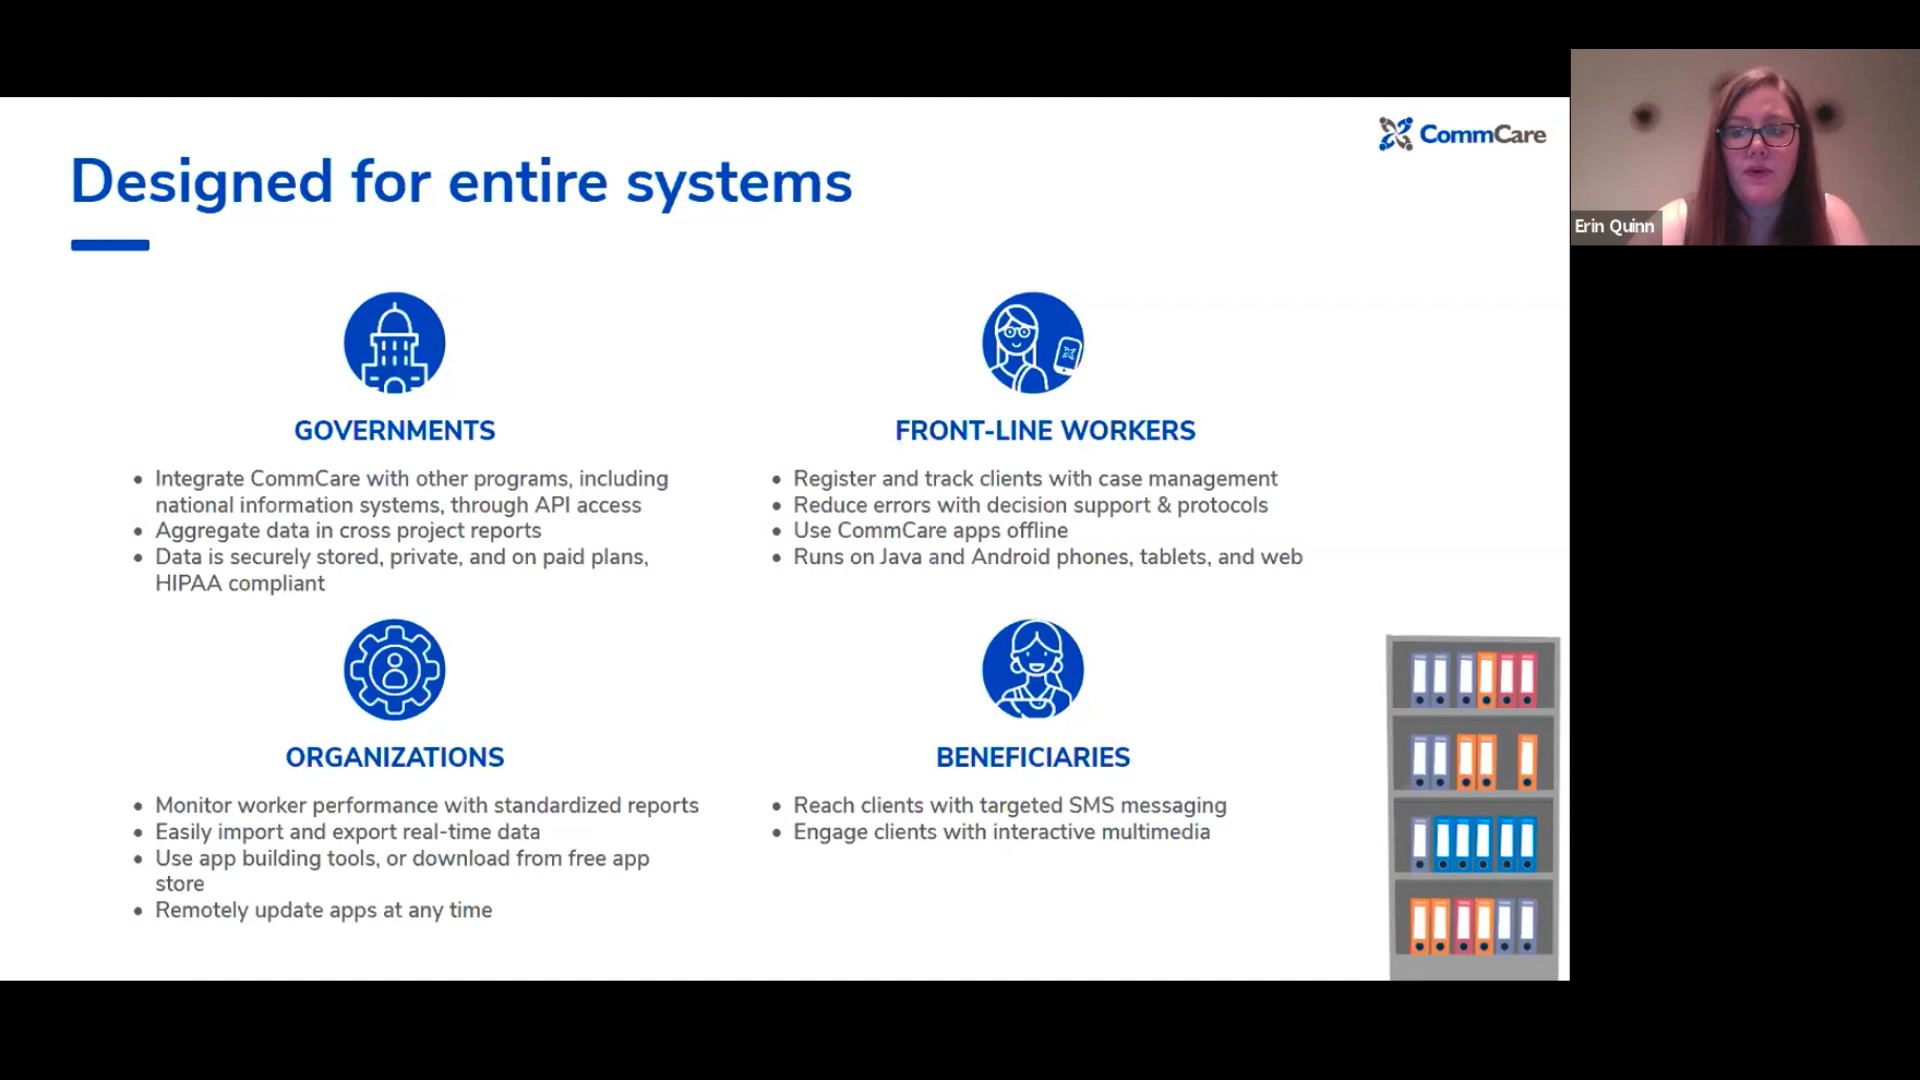 CommCare
Erin Quinn
Designed for entire systems
GOVERNMENTS
• Integrate CommCare with other programs, including
national information systems, through API access
• Aggregate data in cross project reports
• Data is securely stored, private, and on paid plans,
HIPAA compliant
FRONT-LINE WORKERS
• Register and track clients with case management
• Reduce errors with decision support & protocols
• Use CommCare apps offline
• Runs on Java and Android phones, tablets, and web
ORGANIZATIONS
• Monitor worker performance with standardized reports
• Easily import and export real-time data
• Use app building tools, or download from free app
store
• Remotely update apps at any time
BENEFICIARIES
• Reach clients with targeted SMS messaging
• Engage clients with interactive multimedia